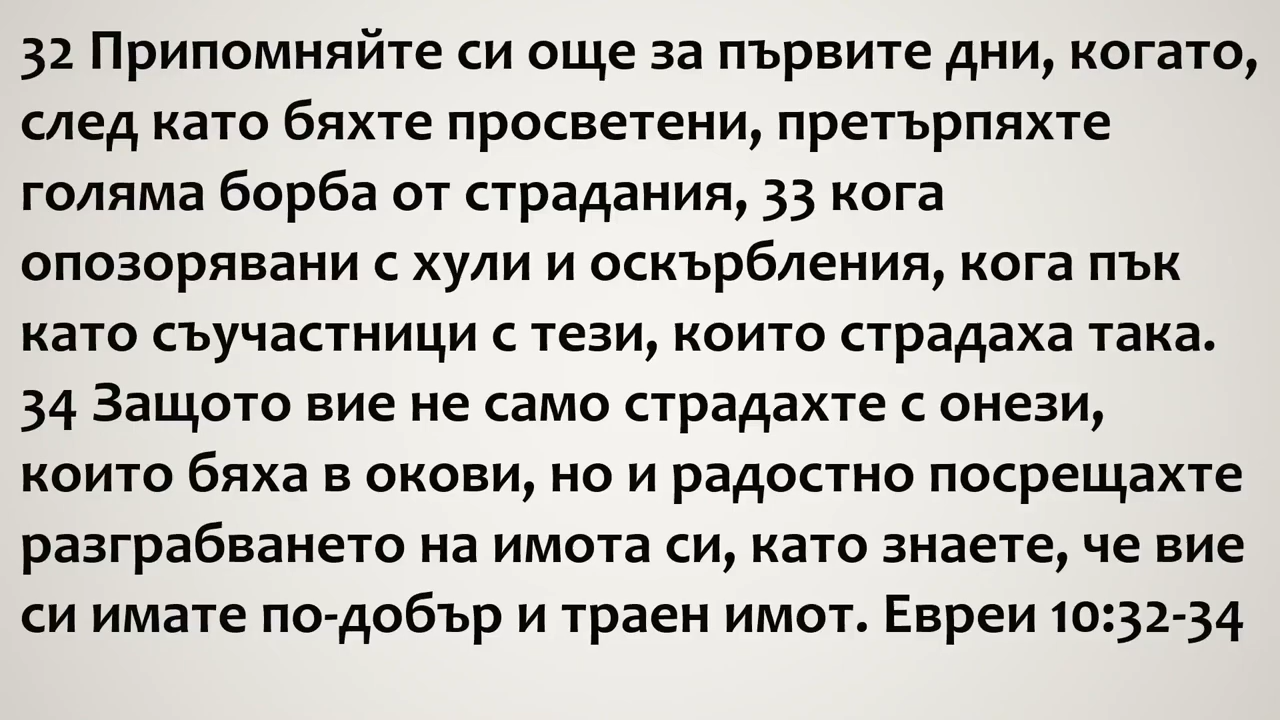 32 Припомняйте си още за първите дни, когато,
след като бяхте просветени, претърпяхте
голяма борба от страдания, 33 кога
опозорявани с хули и оскърбления, кога пък
като съучастници с тези, които страдаха така.
34 Защото вие не само страдахте с онези,
които бяха в окови, но и радостно посрещахте
разграбването на имота си, като знаете, че вие
си имате по-добър и траен имот. Евреи 10:32-34